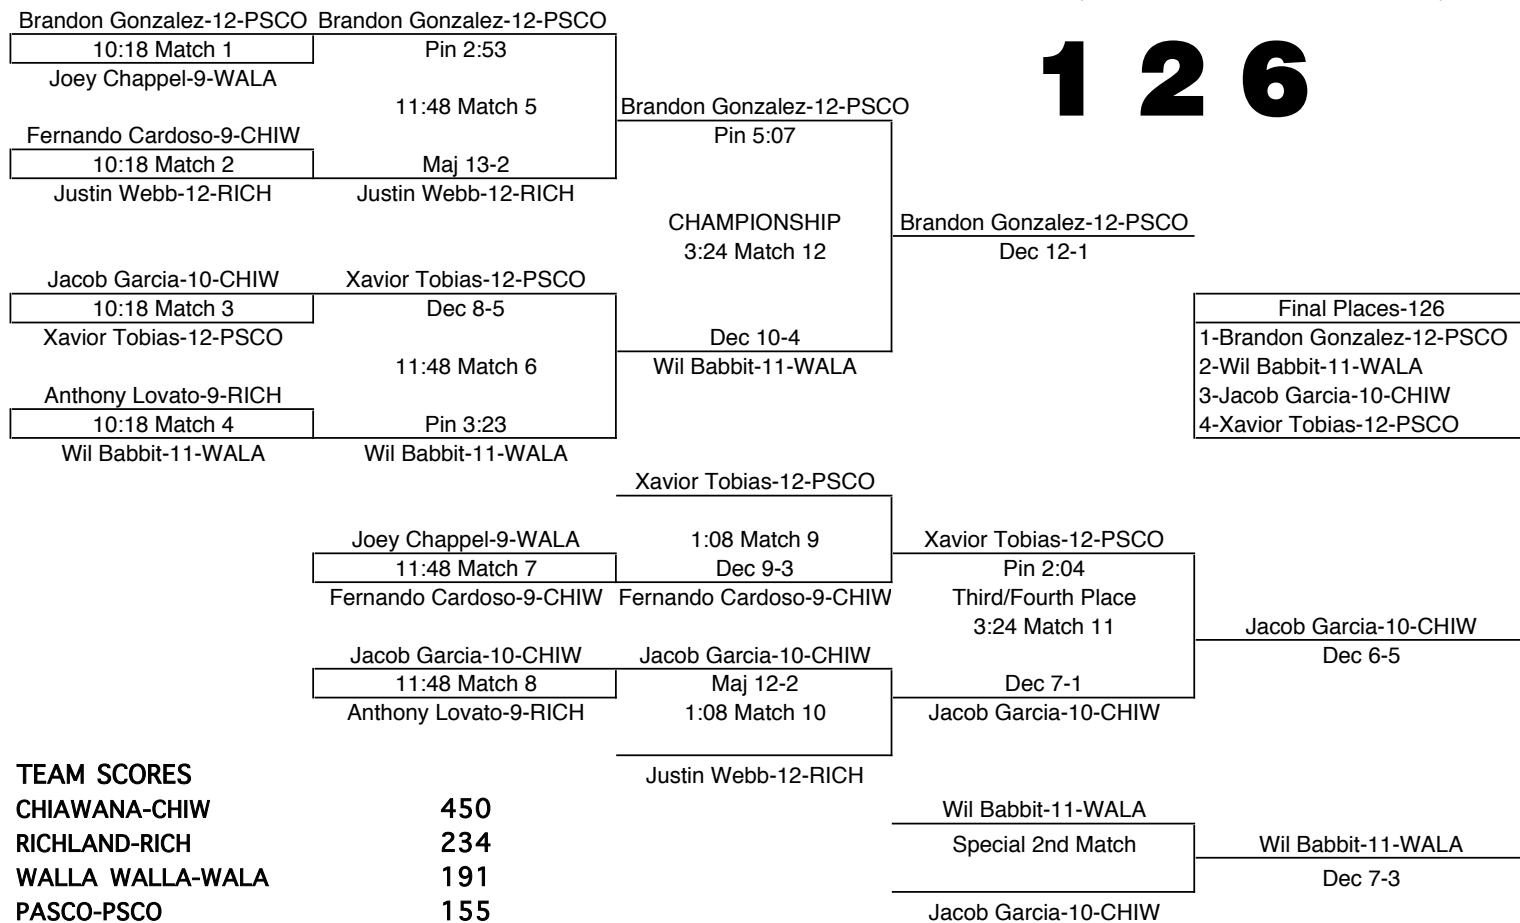 Brandon Gonzalez-12-PSCO Brandon Gonzalez-12-PSCO
10:18 Match 1 Pin 2:53
Joey Chappel-9-WALA
1 2 6
11:48 Match 5 Brandon Gonzalez-12-PSCO
Fernando Cardoso-9-CHIW Pin 5:07
10:18 Match 2 Maj 13-2
Justin Webb-12-RICH Justin Webb-12-RICH
CHAMPIONSHIP Brandon Gonzalez-12-PSCO
3:24 Match 12 Dec 12-1
Jacob Garcia-10-CHIW Xavior Tobias-12-PSCO
10:18 Match 3 Dec 8-5 Final Places-126
Xavior Tobias-12-PSCO Dec 10-4 1-Brandon Gonzalez-12-PSCO
11:48 Match 6 Wil Babbit-11-WALA 2-Wil Babbit-11-WALA
Anthony Lovato-9-RICH 3-Jacob Garcia-10-CHIW
10:18 Match 4 Pin 3:23 4-Xavior Tobias-12-PSCO
Wil Babbit-11-WALA Wil Babbit-11-WALA
Xavior Tobias-12-PSCO
Joey Chappel-9-WALA 1:08 Match 9 Xavior Tobias-12-PSCO
11:48 Match 7 Dec 9-3 Pin 2:04
Fernando Cardoso-9-CHIW Fernando Cardoso-9-CHIW Third/Fourth Place
3:24 Match 11 Jacob Garcia-10-CHIW
Jacob Garcia-10-CHIW Jacob Garcia-10-CHIW Dec 6-5
11:48 Match 8 Maj 12-2 Dec 7-1
Anthony Lovato-9-RICH 1:08 Match 10 Jacob Garcia-10-CHIW
TEAM SCORES Justin Webb-12-RICH
CHIAWANA-CHIW 450 Wil Babbit-11-WALA
RICHLAND-RICH 234 Special 2nd Match Wil Babbit-11-WALA
WALLA WALLA-WALA 191 Dec 7-3
PASCO-PSCO 155 Jacob Garcia-10-CHIW